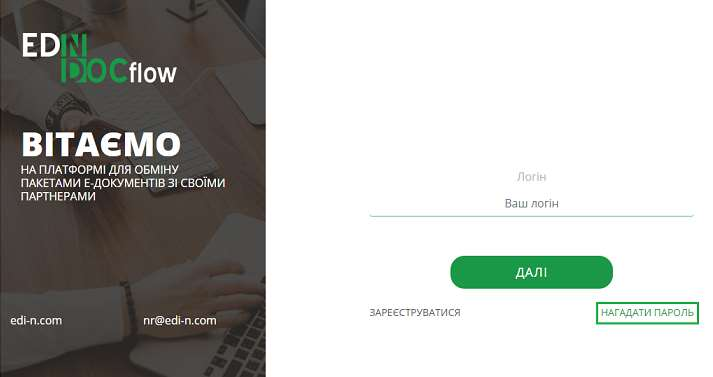 EDIN
DOCflow
ВІТАЄМО
НА ПЛАТФОРМІ ДЛЯ ОБМІНУ
ПАКЕТАМИ Е-ДОКУМЕНТІВ ЗІ СВОЇМИ
ПАРТНЕРАМИ
edi-n.com nr@edi-n.com
Логін
Ваш логін
ДАЛІ
ЗАРЕЄСТРУВАТИСЯ НАГАДАТИ ПАРОЛЬ